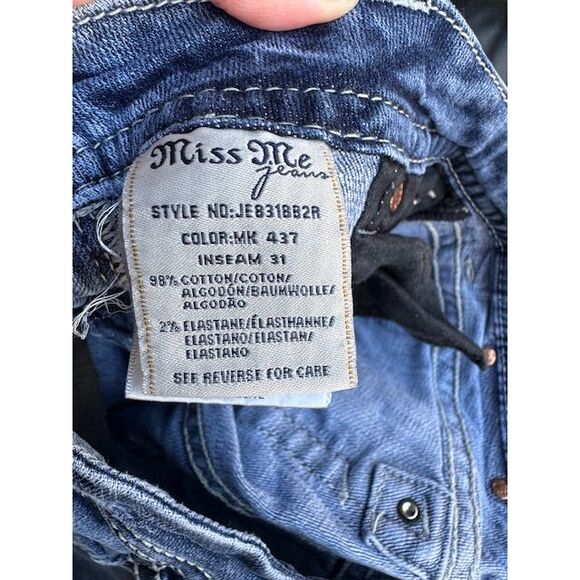 Miss Me
jeans
STYLE NO:JE8318B2R
COLOR:MK 437
INSEAM 31
98% COTTON/COTON/
ALGODÓN/BAUMWOLLE/
ALGODÃO
2% ELASTANE/ÉLASTHANNE/
ELASTANO/ELASTAN/
ELASTANO
SEE REVERSE FOR CARE